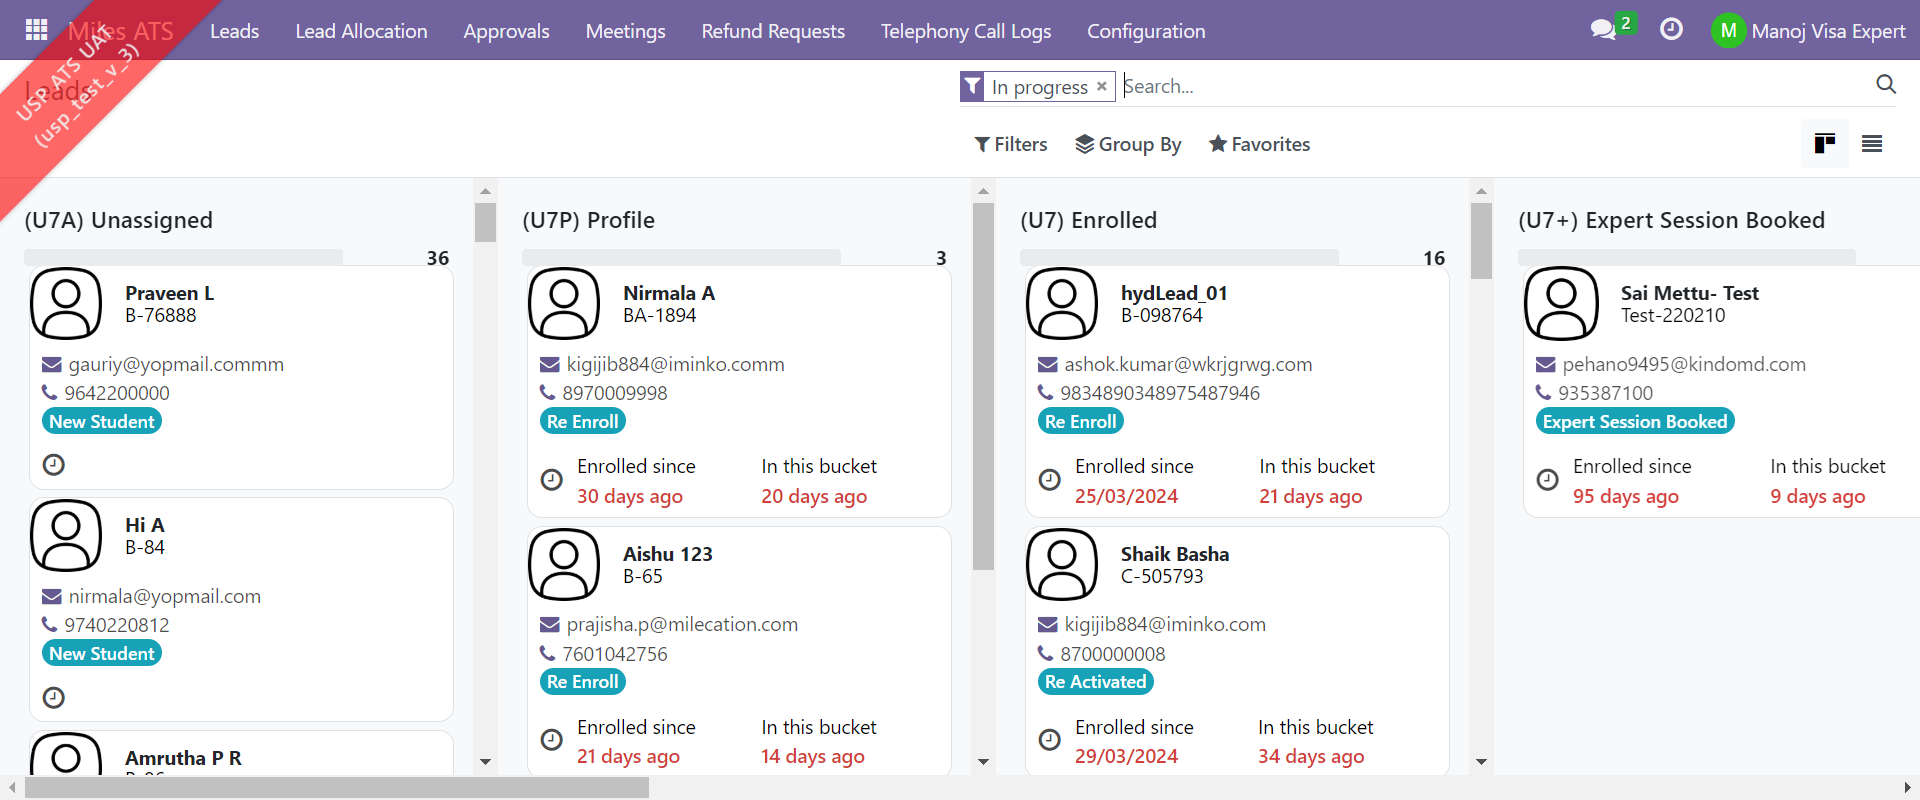 Miles ATS Leads Lead Allocation Approvals Meetings Refund Requests Telephony Call Logs Configuration 2 M Manoj Visa Expert
USP ATS UAT
(usp_test_v_3)
Leads
In progress × Search...
Filters Group By Favorites
(U7A) Unassigned
36
Praveen L
B-76888
gauriy@yopmail.commm
9642200000
New Student
Hi A
B-84
nirmala@yopmail.com
9740220812
New Student
Amrutha P R
(U7P) Profile
3
Nirmala A
BA-1894
kigijib884@iminko.comm
8970009998
Re Enroll
Enrolled since In this bucket
30 days ago 20 days ago
Aishu 123
B-65
prajisha.p@milecation.com
7601042756
Re Enroll
Enrolled since In this bucket
21 days ago 14 days ago
(U7) Enrolled
16
hydLead_01
B-098764
ashok.kumar@wkrjgrwg.com
9834890348975487946
Re Enroll
Enrolled since In this bucket
25/03/2024 21 days ago
Shaik Basha
C-505793
kigijib884@iminko.com
8700000008
Re Activated
Enrolled since In this bucket
29/03/2024 34 days ago
(U7+) Expert Session Booked
Sai Mettu- Test
Test-220210
pehano9495@kindomd.com
935387100
Expert Session Booked
Enrolled since In this bucket
95 days ago 9 days ago